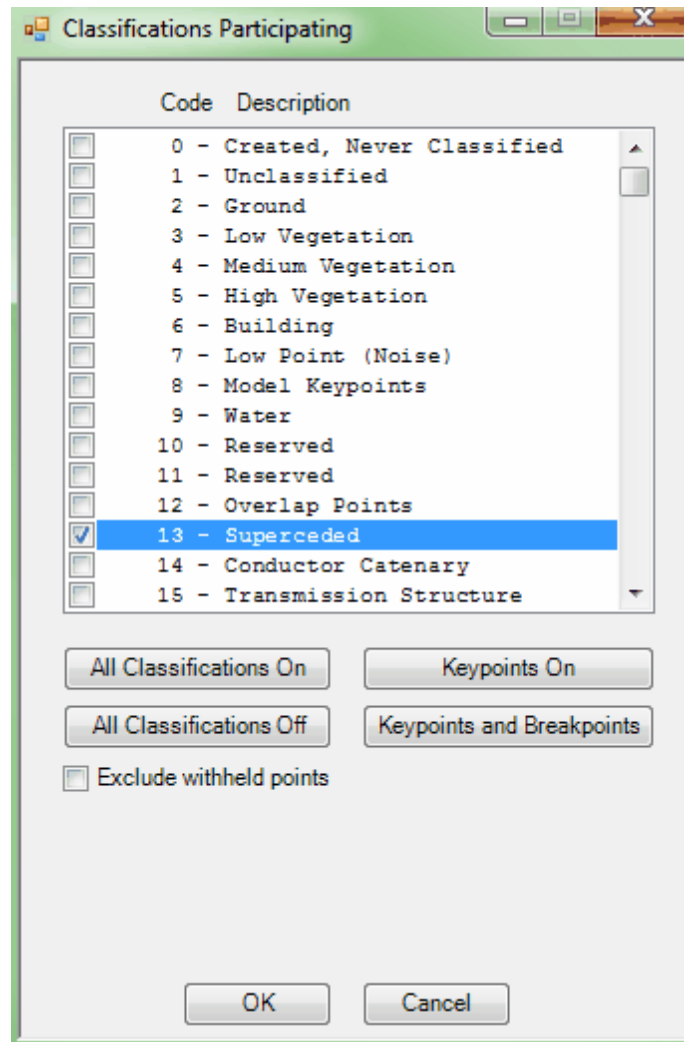 Classifications Participating
Code Description
0 - Created, Never Classified
1 - Unclassified
2 - Ground
3 - Low Vegetation
4 - Medium Vegetation
5 - High Vegetation
6 - Building
7 - Low Point (Noise)
8 - Model Keypoints
9 - Water
10 - Reserved
11 - Reserved
12 - Overlap Points
13 - Superceded
14 - Conductor Catenary
15 - Transmission Structure
All Classifications On Keypoints On
All Classifications Off Keypoints and Breakpoints
Exclude withheld points
OK Cancel